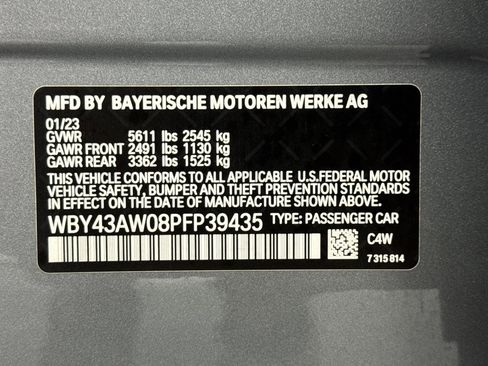 MFD BY BAYERISCHE MOTOREN WERKE AG
01/23
GVWR 5611 lbs 2545 kg
GAWR FRONT 2491 lbs 1130 kg
GAWR REAR 3362 lbs 1525 kg
THIS VEHICLE CONFORMS TO ALL APPLICABLE U.S.FEDERAL MOTOR
VEHICLE SAFETY, BUMPER AND THEFT PREVENTION STANDARDS
IN EFFECT ON THE DATE OF MANUFACTURE SHOWN ABOVE.
WBY43AW08PFP39435 TYPE: PASSENGER CAR
C4W
7 315 814